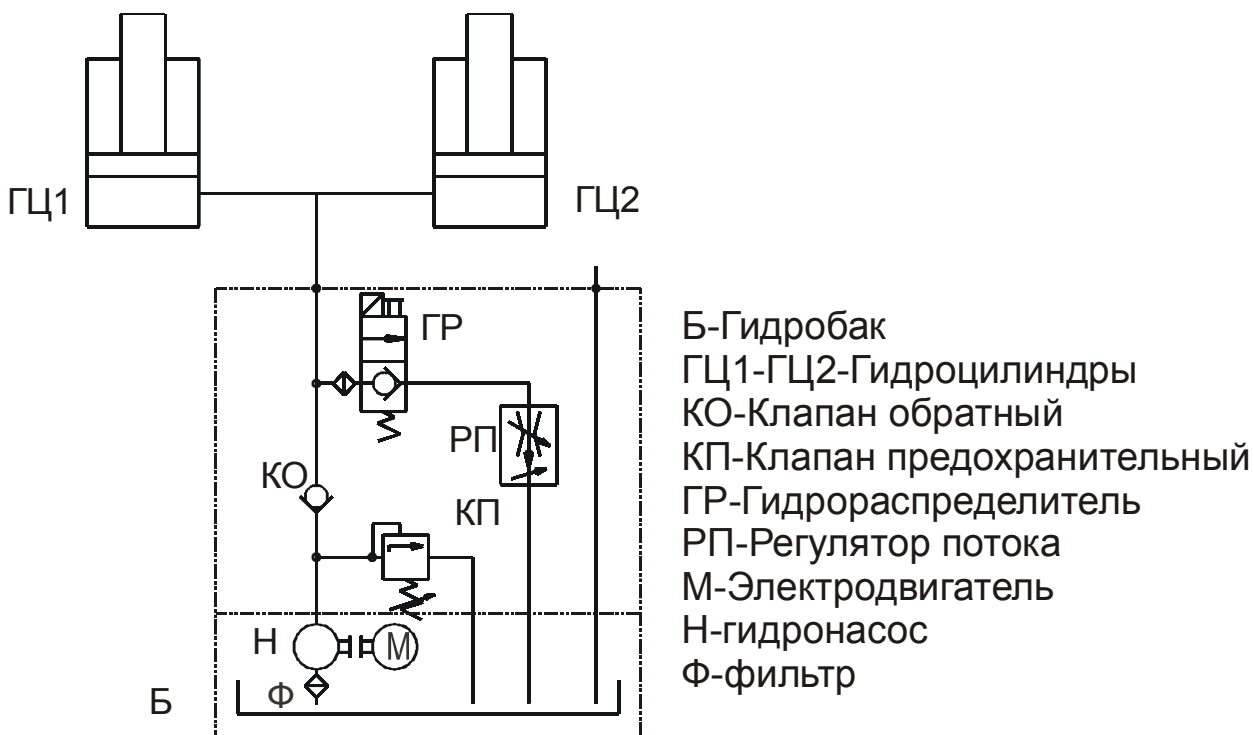 ГЦ1
ГЦ2
ГР
РП
КО
КП
Н
М
Ф
Б
Б-Гидробак
ГЦ1-ГЦ2-Гидроцилиндры
КО-Клапан обратный
КП-Клапан предохранительный
ГР-Гидрораспределитель
РП-Регулятор потока
М-Электродвигатель
Н-гидронасос
Ф-фильтр